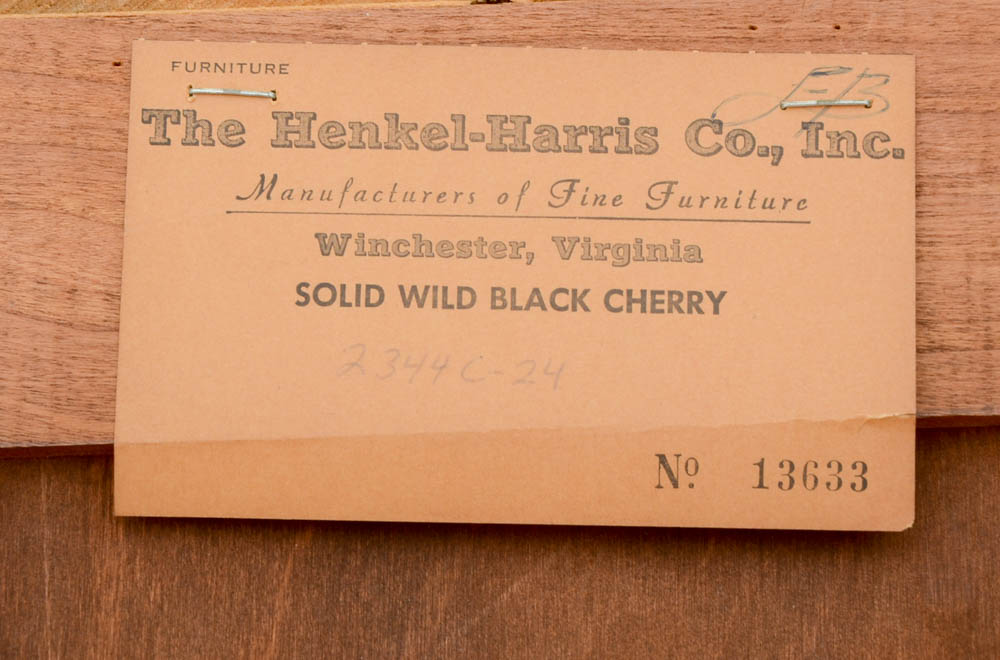 FURNITURE
The Henkel-Harris Co., Inc.
Manufacturers of Fine Furniture
Winchester, Virginia
SOLID WILD BLACK CHERRY
2344C-24
Nº 13633